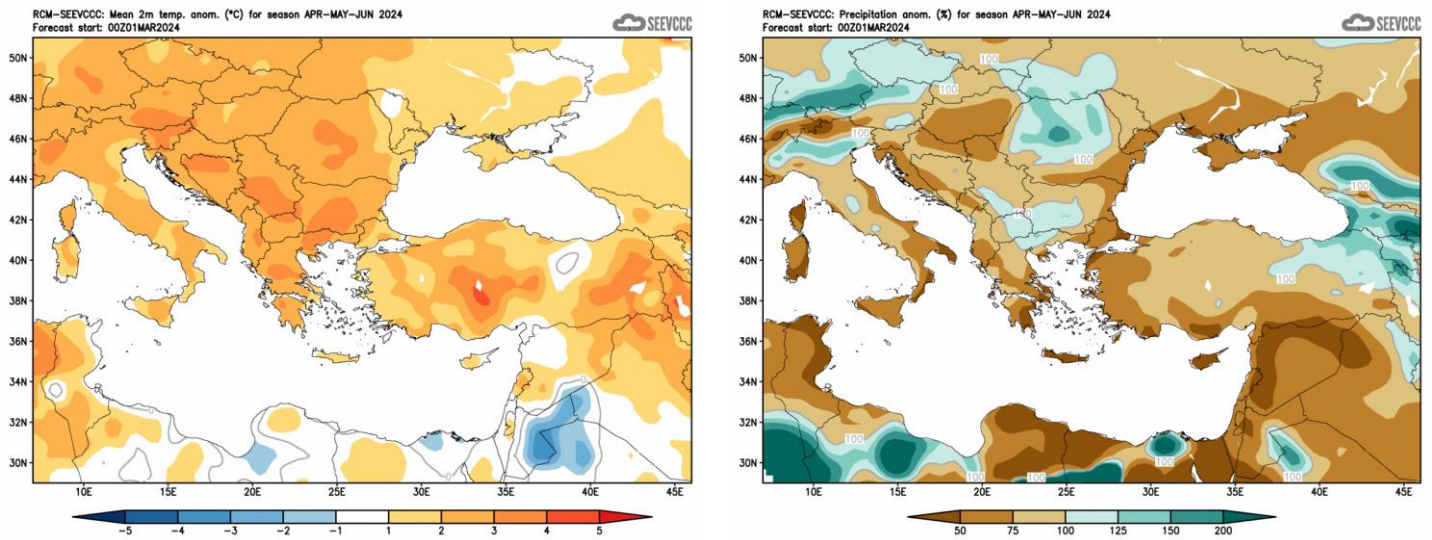 RCM-SEEVCCC: Mean 2m temp. anom. (°C) for season APR-MAY-JUN 2024
Forecast start: 00Z01MAR2024
SEEVCCC
50N
48N
46N
44N
42N
40N
38N
36N
34N
32N
30N
0
0
0
0
10E 15E 20E 25E 30E 35E 40E 45E
-5 -4 -3 -2 -1 1 2 3 4 5
RCM-SEEVCCC: Precipitation anom. (%) for season APR-MAY-JUN 2024
Forecast start: 00Z01MAR2024
SEEVCCC
50N
48N
46N
44N
42N
40N
38N
36N
34N
32N
30N
100
100
100
100
100
100
100
100
100
100
100
10E 15E 20E 25E 30E 35E 40E 45E
50 75 100 125 150 200